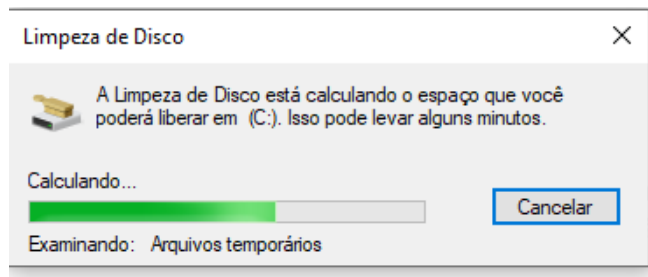 Limpeza de Disco
A Limpeza de Disco está calculando o espaço que você
poderá liberar em  (C:). Isso pode levar alguns minutos.
Calculando...
Cancelar
Examinando:   Arquivos temporários